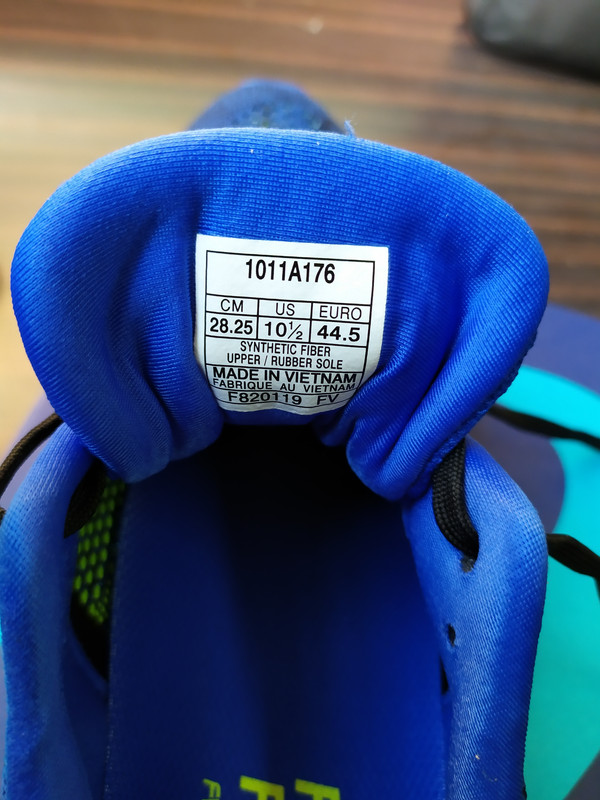 1011A176
CM US EURO
28.25 10½ 44.5
SYNTHETIC FIBER
UPPER / RUBBER SOLE
MADE IN VIETNAM
FABRIQUE AU VIETNAM
F820119 FV